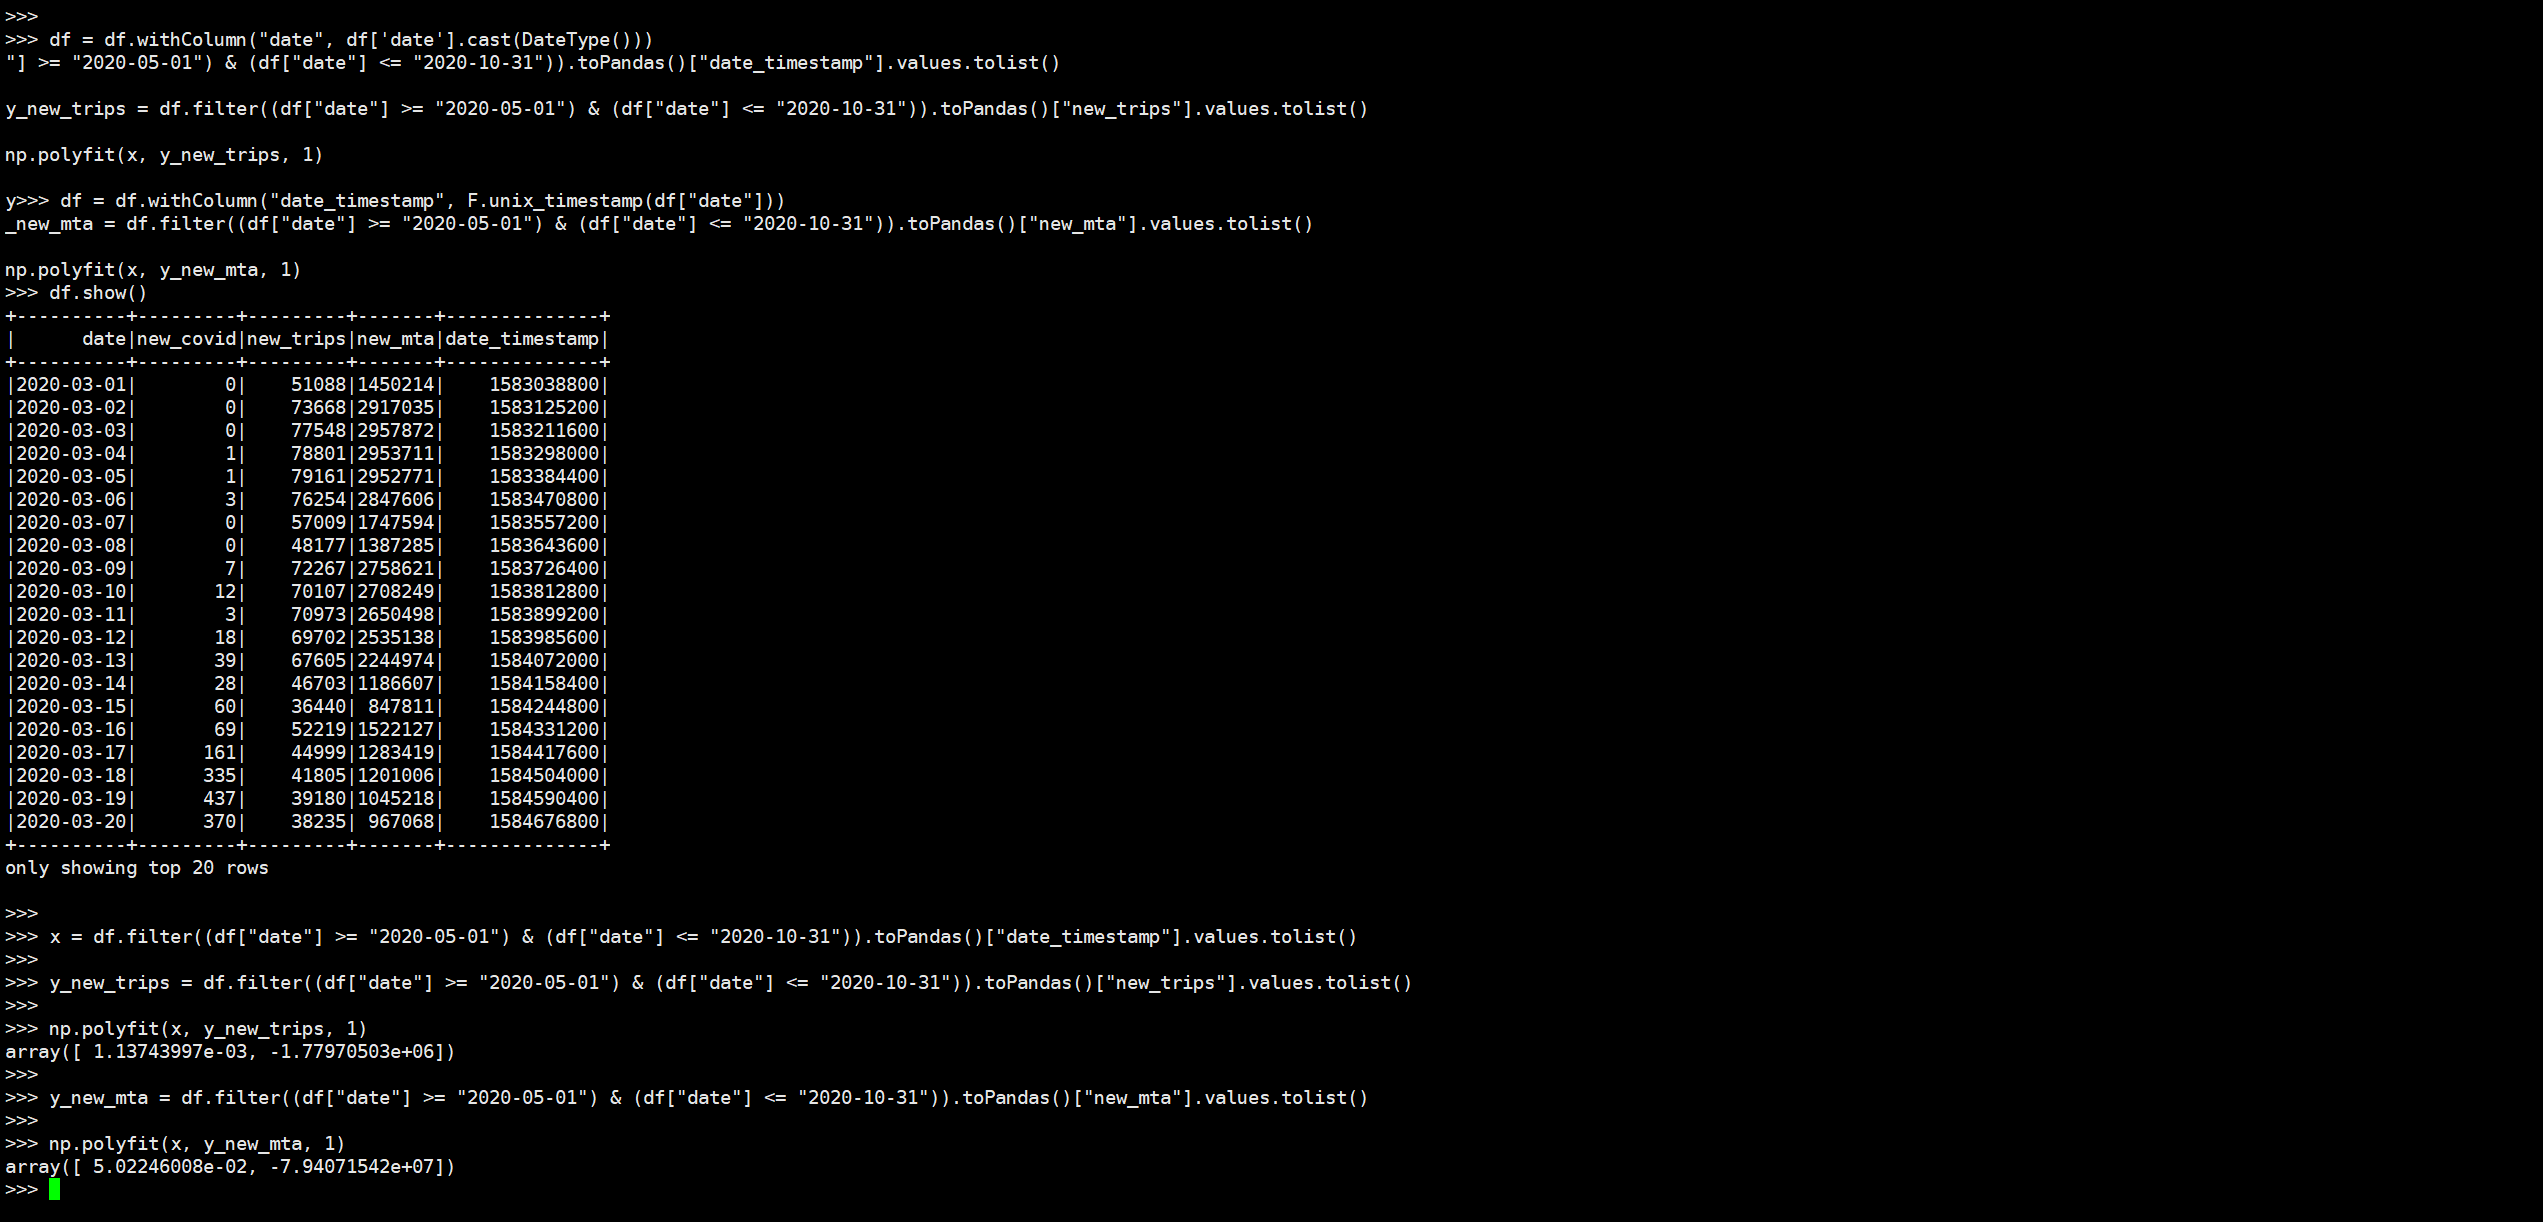 >>>
>>> df = df.withColumn("date", df['date'].cast(DateType()))
"] >= "2020-05-01") & (df["date"] <= "2020-10-31")).toPandas()["date_timestamp"].values.tolist()
y_new_trips = df.filter((df["date"] >= "2020-05-01") & (df["date"] <= "2020-10-31")).toPandas()["new_trips"].values.tolist()
np.polyfit(x, y_new_trips, 1)
y>>> df = df.withColumn("date_timestamp", F.unix_timestamp(df["date"]))
_new_mta = df.filter((df["date"] >= "2020-05-01") & (df["date"] <= "2020-10-31")).toPandas()["new_mta"].values.tolist()
np.polyfit(x, y_new_mta, 1)
>>> df.show()
+----------+---------+---------+-------+--------------+
|      date|new_covid|new_trips|new_mta|date_timestamp|
+----------+---------+---------+-------+--------------+
|2020-03-01|        0|    51088|1450214|    1583038800|
|2020-03-02|        0|    73668|2917035|    1583125200|
|2020-03-03|        0|    77548|2957872|    1583211600|
|2020-03-04|        1|    78801|2953711|    1583298000|
|2020-03-05|        1|    79161|2952771|    1583384400|
|2020-03-06|        3|    76254|2847606|    1583470800|
|2020-03-07|        0|    57009|1747594|    1583557200|
|2020-03-08|        0|    48177|1387285|    1583643600|
|2020-03-09|        7|    72267|2758621|    1583726400|
|2020-03-10|       12|    70107|2708249|    1583812800|
|2020-03-11|        3|    70973|2650498|    1583899200|
|2020-03-12|       18|    69702|2535138|    1583985600|
|2020-03-13|       39|    67605|2244974|    1584072000|
|2020-03-14|       28|    46703|1186607|    1584158400|
|2020-03-15|       60|    36440| 847811|    1584244800|
|2020-03-16|       69|    52219|1522127|    1584331200|
|2020-03-17|      161|    44999|1283419|    1584417600|
|2020-03-18|      335|    41805|1201006|    1584504000|
|2020-03-19|      437|    39180|1045218|    1584590400|
|2020-03-20|      370|    38235| 967068|    1584676800|
+----------+---------+---------+-------+--------------+
only showing top 20 rows
>>>
>>> x = df.filter((df["date"] >= "2020-05-01") & (df["date"] <= "2020-10-31")).toPandas()["date_timestamp"].values.tolist()
>>>
>>> y_new_trips = df.filter((df["date"] >= "2020-05-01") & (df["date"] <= "2020-10-31")).toPandas()["new_trips"].values.tolist()
>>>
>>> np.polyfit(x, y_new_trips, 1)
array([ 1.13743997e-03, -1.77970503e+06])
>>>
>>> y_new_mta = df.filter((df["date"] >= "2020-05-01") & (df["date"] <= "2020-10-31")).toPandas()["new_mta"].values.tolist()
>>>
>>> np.polyfit(x, y_new_mta, 1)
array([ 5.02246008e-02, -7.94071542e+07])
>>>